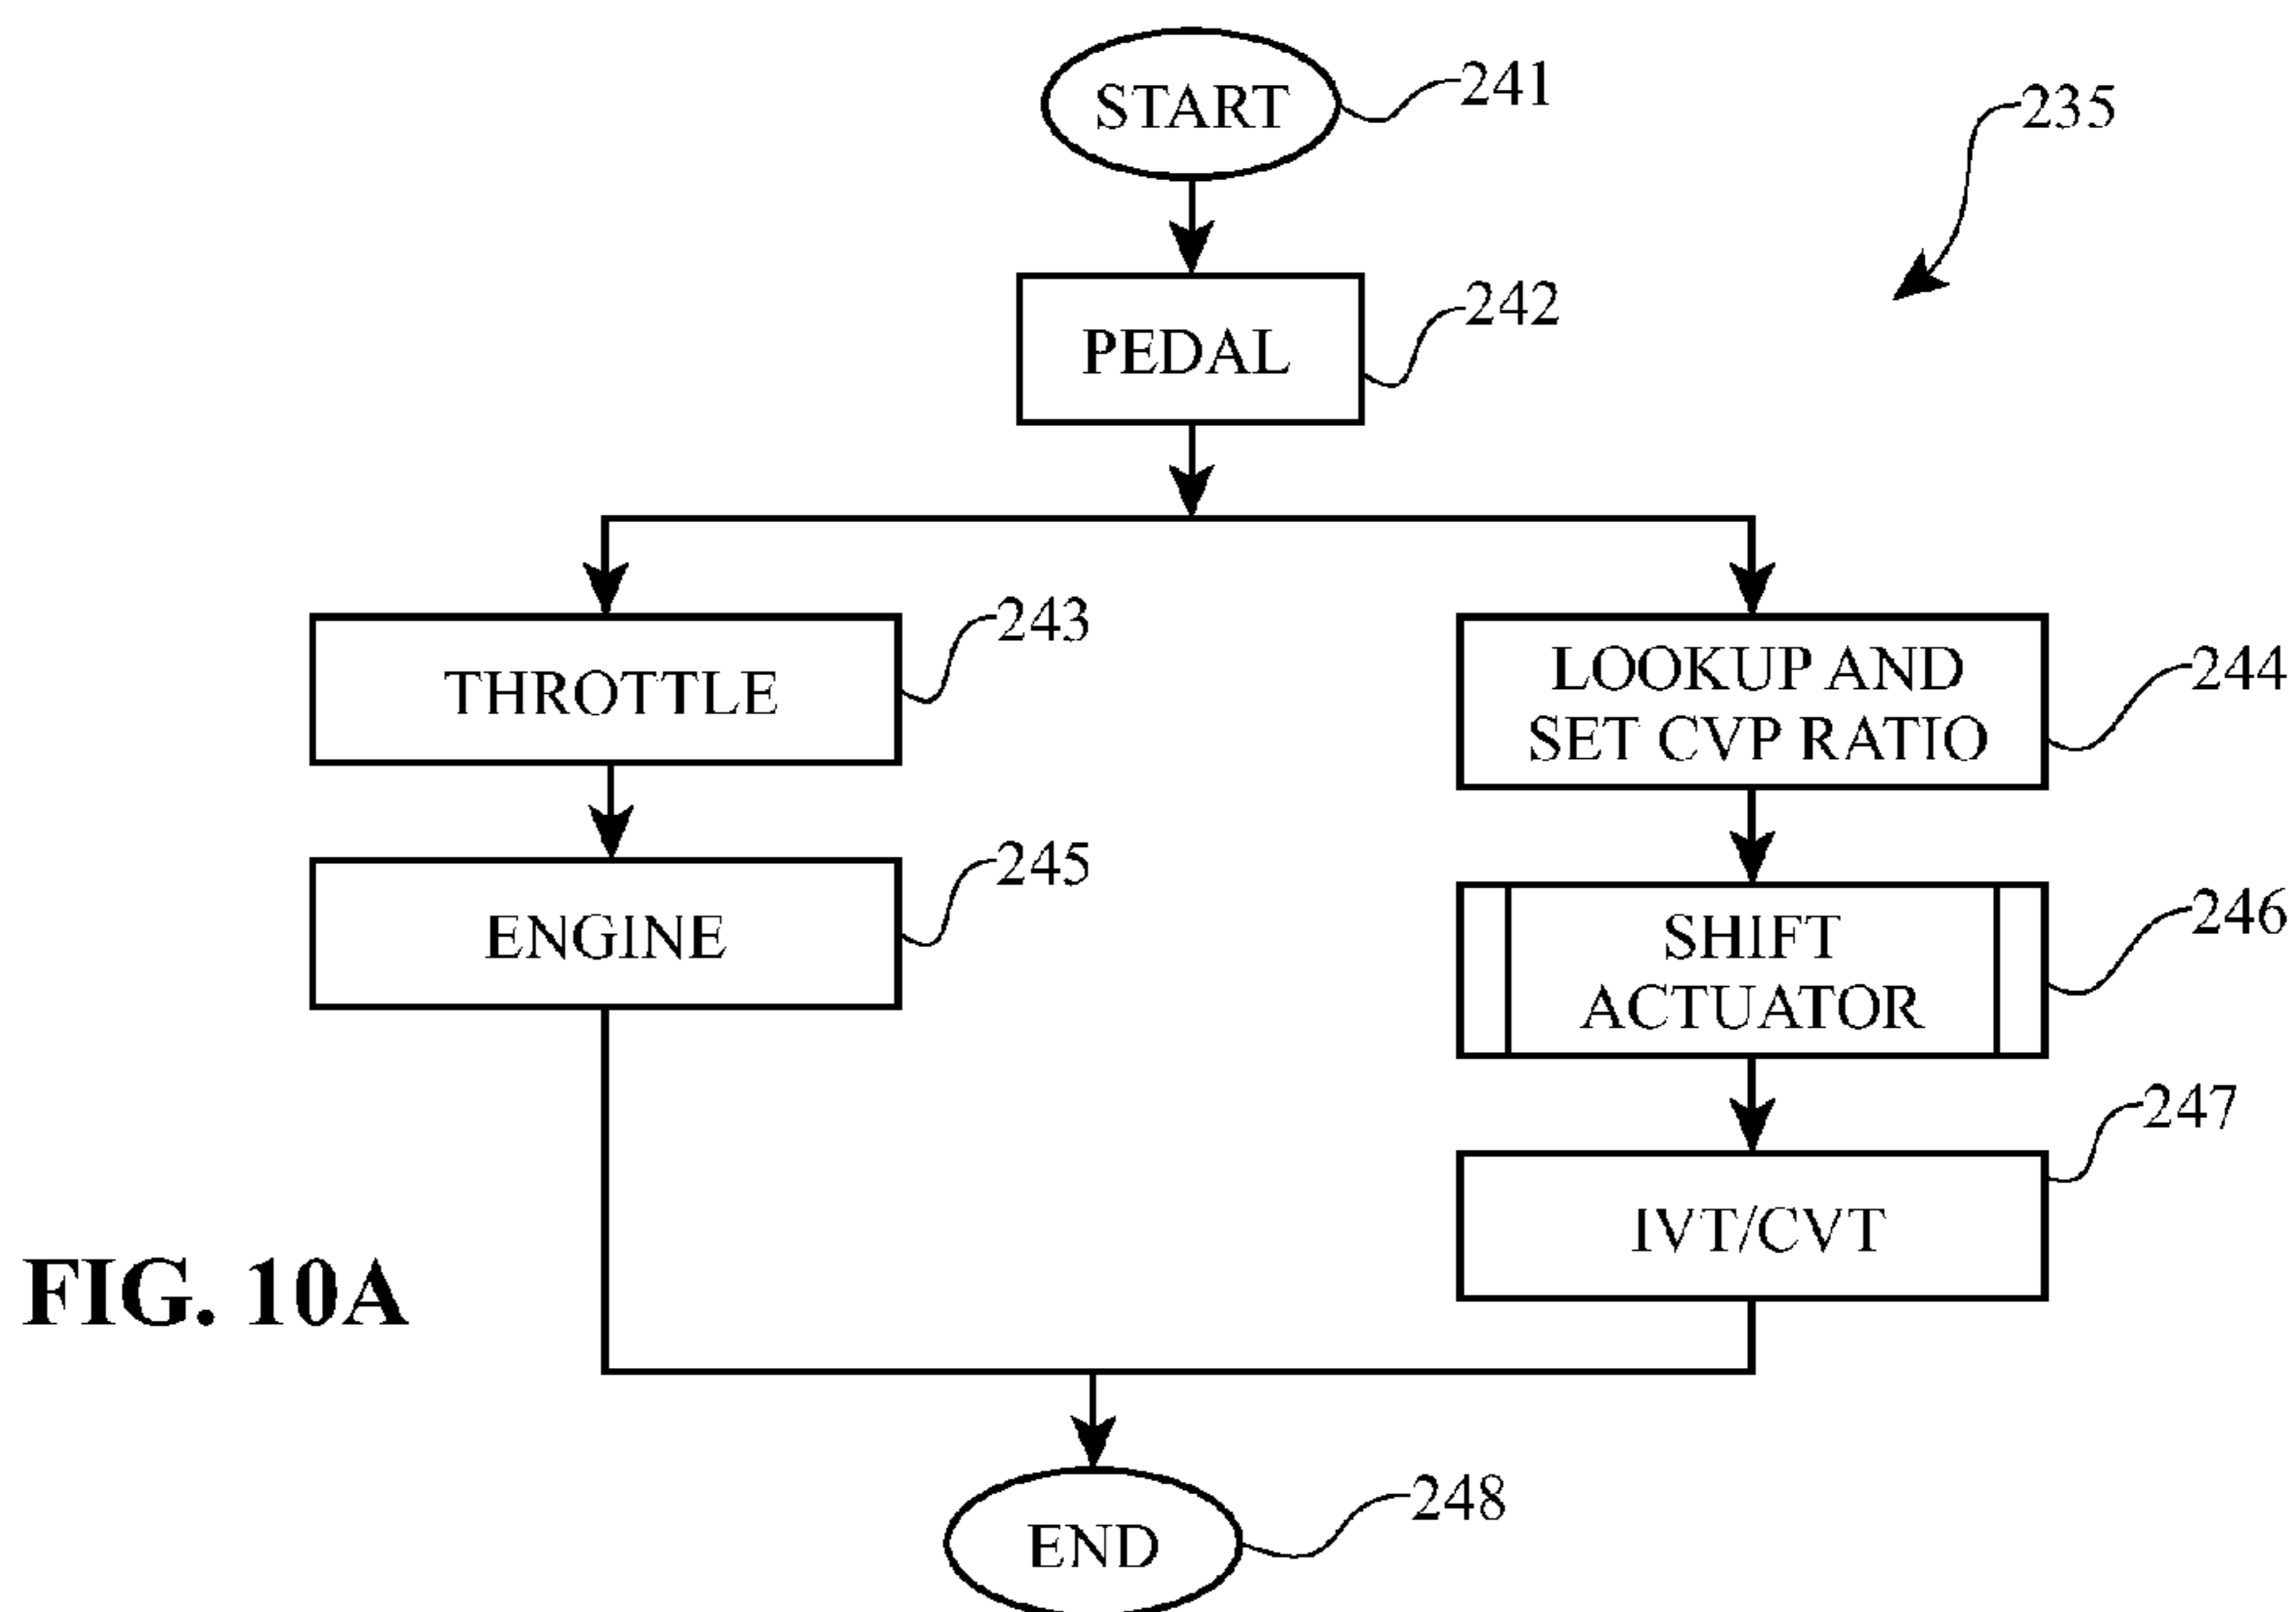 START
241
235
PEDAL
242
THROTTLE
243
LOOKUP AND
SET CVP RATIO
244
ENGINE
245
SHIFT
ACTUATOR
246
IVT/CVT
247
FIG. 10A
END
248